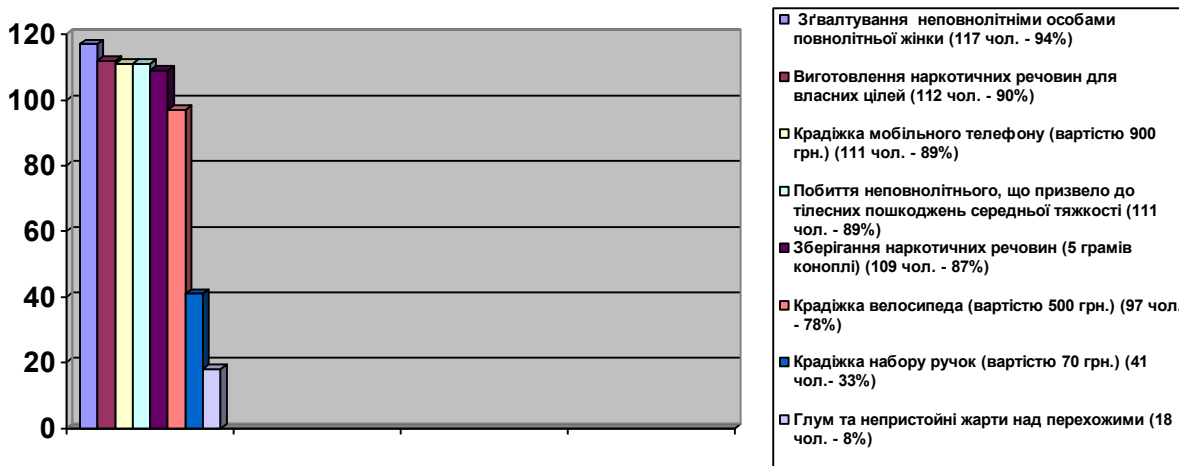 120
100
80
60
40
20
0
Зґвалтування неповнолітніми особами
повнолітньої жінки (117 чол. - 94%)
Виготовлення наркотичних речовин для
власних цілей (112 чол. - 90%)
Крадіжка мобільного телефону (вартістю 900
грн.) (111 чол. - 89%)
Побиття неповнолітнього, що призвело до
тілесних пошкоджень середньої тяжкості (111
чол. - 89%)
Зберігання наркотичних речовин (5 грамів
коноплі) (109 чол. - 87%)
Крадіжка велосипеда (вартістю 500 грн.) (97 чол.
- 78%)
Крадіжка набору ручок (вартістю 70 грн.) (41
чол.- 33%)
Глум та непристойні жарти над перехожими (18
чол. - 8%)